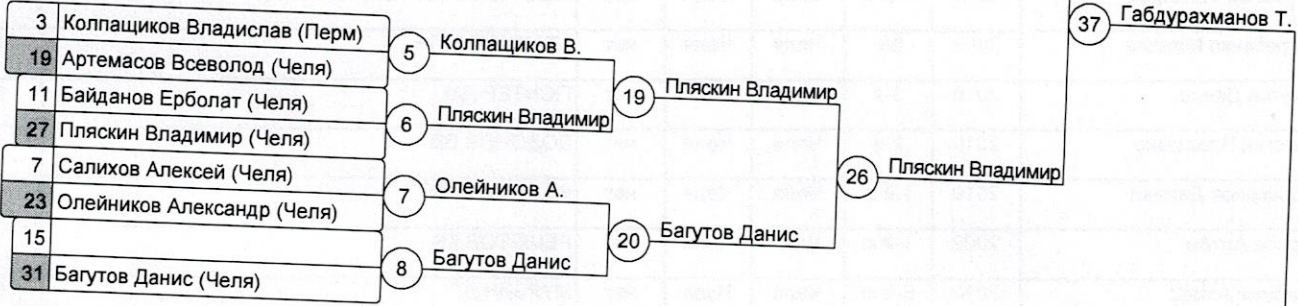 3 Колпащиков Владислав (Перм)
19 Артемасов Всеволод (Челя)
11 Байданов Ерболат (Челя)
27 Пляскин Владимир (Челя)
7 Салихов Алексей (Челя)
23 Олейников Александр (Челя)
15
31 Багутов Данис (Челя)
5 Колпащиков В.
6 Пляскин Владимир
7 Олейников А.
8 Багутов Данис
19 Пляскин Владимир
20 Багутов Данис
26 Пляскин Владимир
37 Габдурахманов Т.